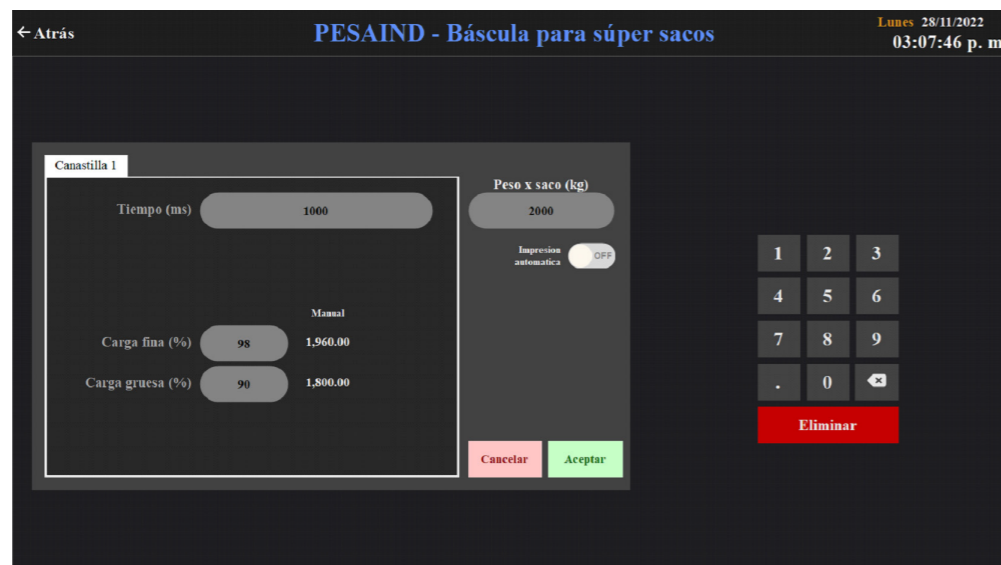 ←Atrás
PESAIND - Báscula para súper sacos
Lunes 28/11/2022
03:07:46 p. m
Canastilla 1
Tiempo (ms) 1000
Peso x saco (kg)
2000
Impresion
automatica
OFF
Manual
Carga fina (%) 98 1,960.00
Carga gruesa (%) 90 1,800.00
Cancelar Aceptar
1 2 3
4 5 6
7 8 9
. 0
Eliminar